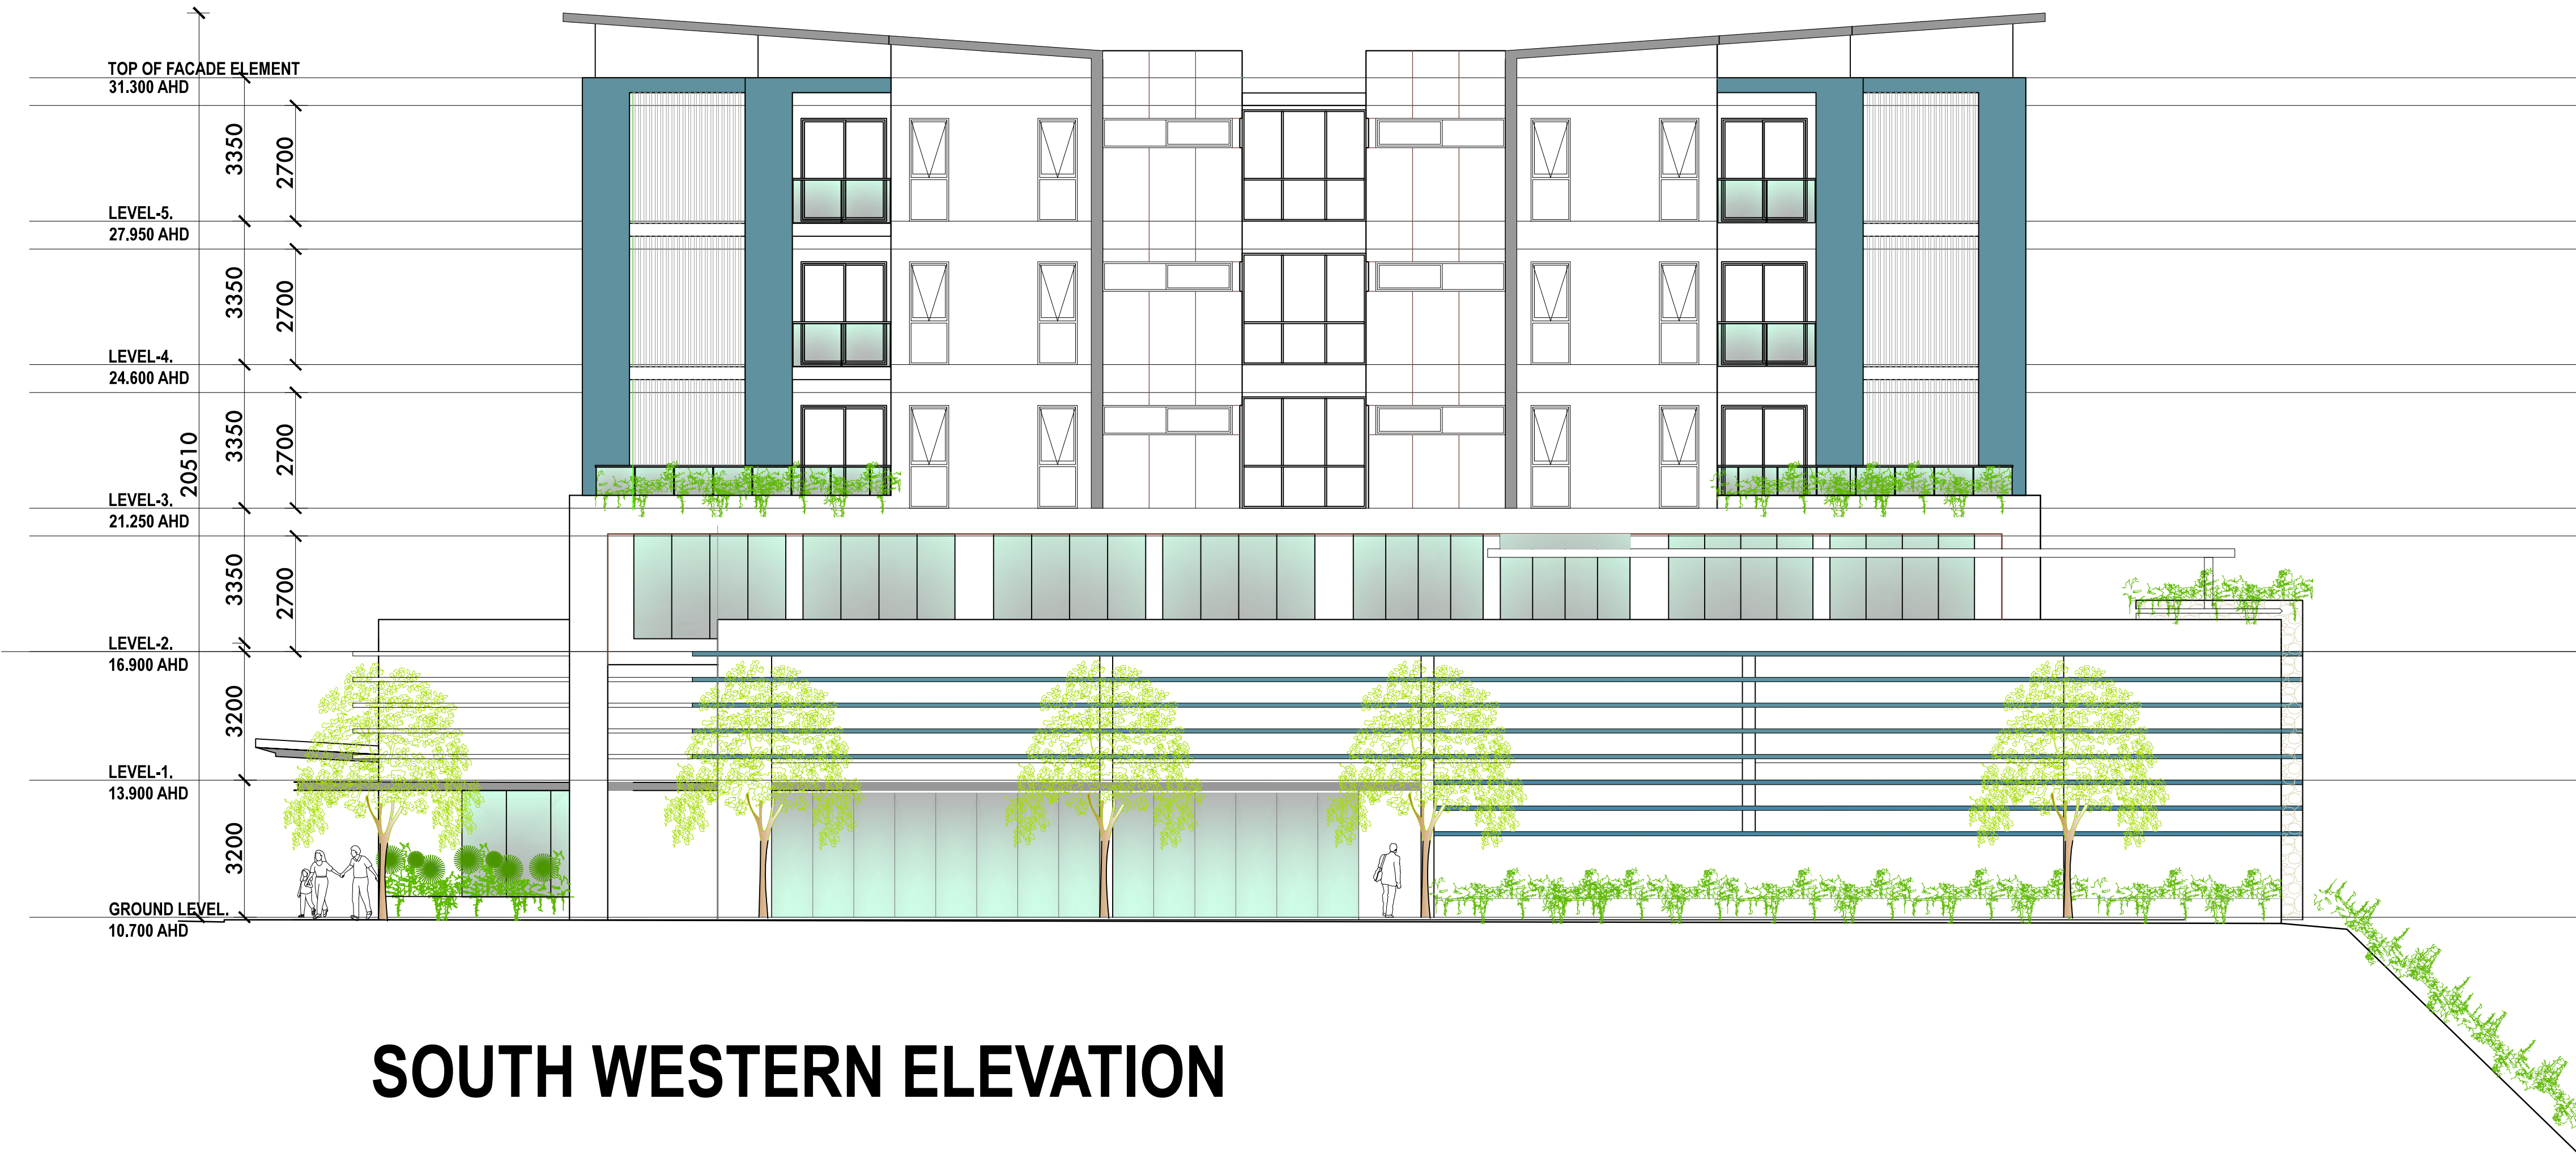 TOP OF FACADE ELEMENT
31.300 AHD
3350
2700
LEVEL-5.
27.950 AHD
3350
2700
LEVEL-4.
24.600 AHD
3350
2700
20510
LEVEL-3.
21.250 AHD
3350
2700
LEVEL-2.
16.900 AHD
3200
LEVEL-1.
13.900 AHD
3200
GROUND LEVEL.
10.700 AHD
SOUTH WESTERN ELEVATION